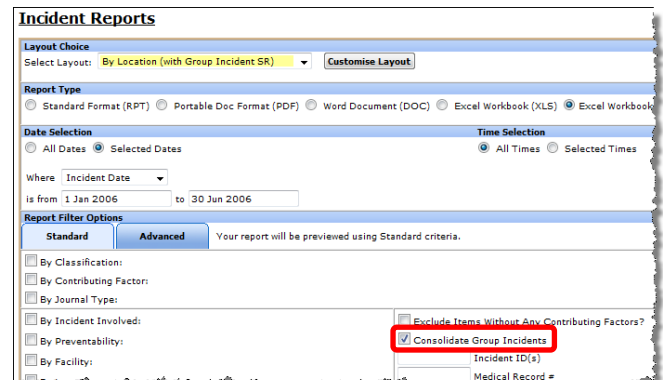 Incident Reports
Layout Choice
Select Layout: By Location (with Group Incident SR) Customise Layout
Report Type
Standard Format (RPT) Portable Doc Format (PDF) Word Document (DOC) Excel Workbook (XLS) Excel Workbook
Date Selection Time Selection
All Dates Selected Dates All Times Selected Times
Where Incident Date
is from 1 Jan 2006 to 30 Jun 2006
Report Filter Options
Standard Advanced Your report will be previewed using Standard criteria.
By Classification:
By Contributing Factor:
By Journal Type:
By Incident Involved: Exclude Items Without Any Contributing Factors?
By Preventability: Consolidate Group Incidents
By Facility: Incident ID(s)
Medical Record #